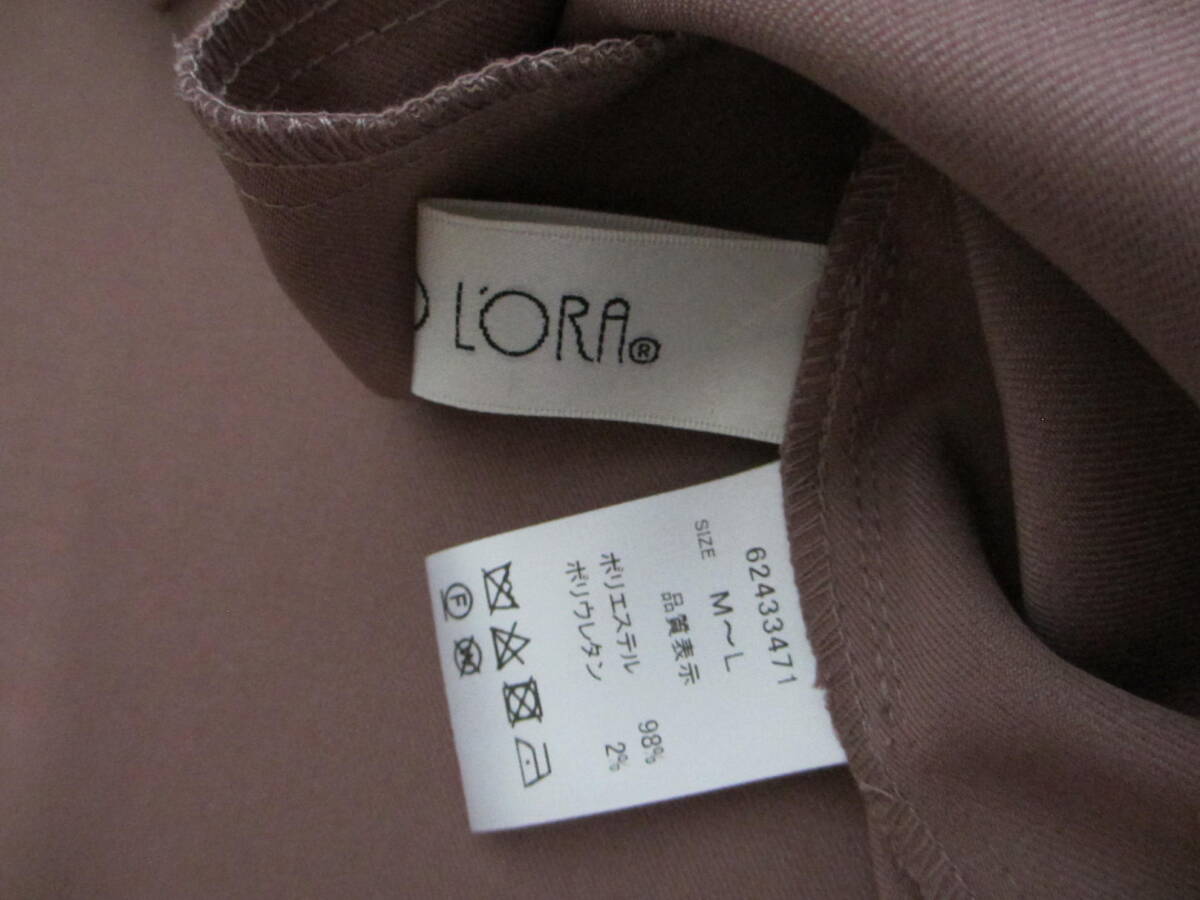 L'ORA®
62433471
SIZE M〜L
品質表示
ポリエステル 98%
ポリウレタン 2%
F
W